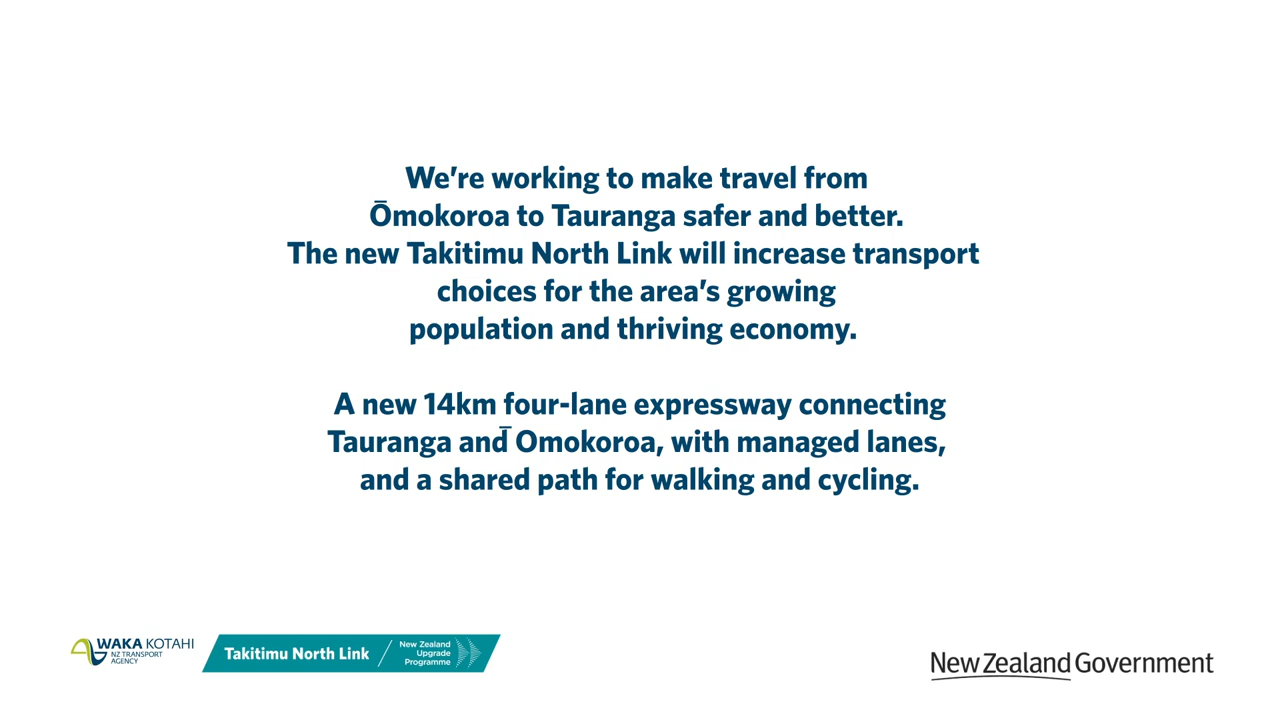 We're working to make travel from
Ōmokoroa to Tauranga safer and better.
The new Takitimu North Link will increase transport
choices for the area's growing
population and thriving economy.
A new 14km four-lane expressway connecting
Tauranga and ̄Omokoroa, with managed lanes,
and a shared path for walking and cycling.
WAKA KOTAHI
NZ TRANSPORT
AGENCY
Takitimu North Link
New Zealand
Upgrade
Programme
New Zealand Government